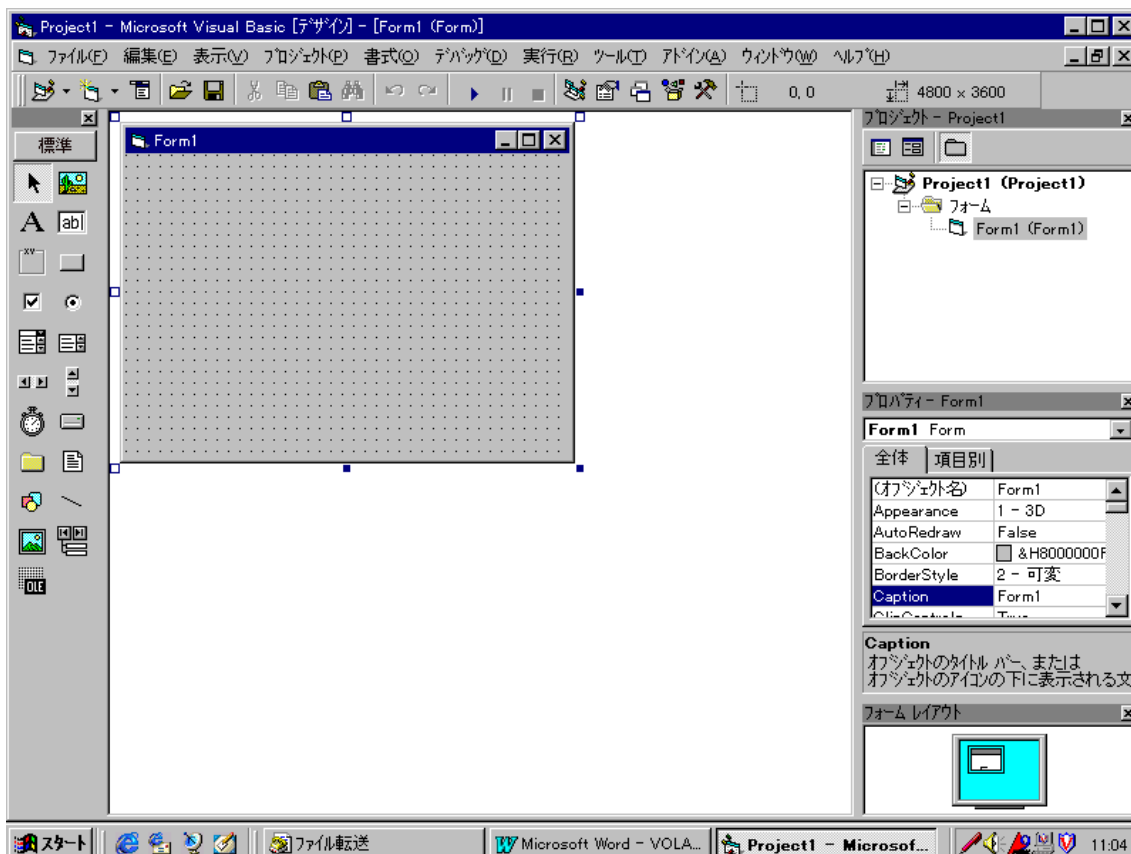 Project1 - Microsoft Visual Basic [ﾃﾞｻﾞｲﾝ] - [Form1 (Form)]
ﾌｧｲﾙ(F) 編集(E) 表示(V) ﾌﾟﾛｼﾞｪｸﾄ(P) 書式(O) ﾃﾞﾊﾞｯｸﾞ(D) 実行(R) ﾂｰﾙ(T) ｱﾄﾞｲﾝ(A) ｳｨﾝﾄﾞｳ(W) ﾍﾙﾌﾟ(H)
0, 0 4800 × 3600
標準
A
ab
XY
OLE
Form1
ﾌﾟﾛｼﾞｪｸﾄ - Project1
Project1 (Project1)
ﾌｫｰﾑ
Form1 (Form1)
ﾌﾟﾛﾊﾟﾃｨ - Form1
Form1 Form
全体 項目別
(ｵﾌﾞｼﾞｪｸﾄ名) Form1
Appearance 1 - 3D
AutoRedraw False
BackColor &H8000000F
BorderStyle 2 - 可変
Caption Form1
ClipControls True
Caption
ｵﾌﾞｼﾞｪｸﾄのﾀｲﾄﾙ ﾊﾞｰ、または
ｵﾌﾞｼﾞｪｸﾄのｱｲｺﾝの下に表示される文
ﾌｫｰﾑ ﾚｲｱｳﾄ
ｽﾀｰﾄ ﾌｧｲﾙ転送 Microsoft Word - VOLA... Project1 - Microsof... 11:04